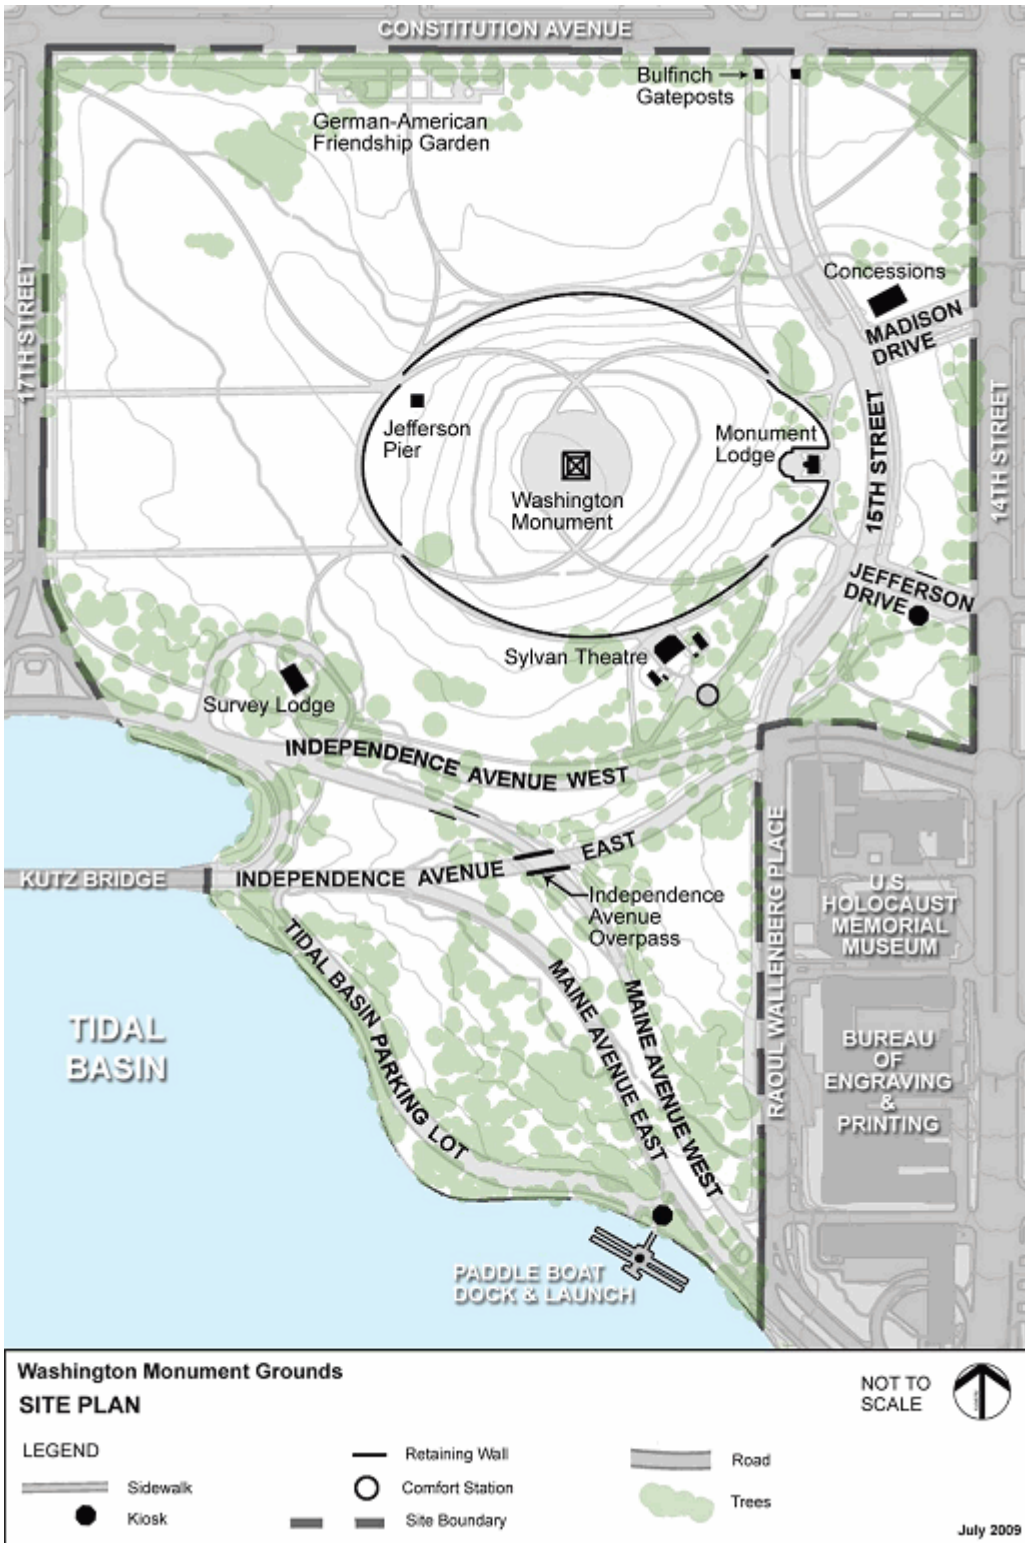 CONSTITUTION AVENUE
Bulfinch
Gateposts
German-American
Friendship Garden
17TH STREET
Concessions
MADISON
DRIVE
14TH STREET
15TH STREET
Jefferson
Pier
Monument
Lodge
Washington
Monument
JEFFERSON
DRIVE
Sylvan Theatre
Survey Lodge
INDEPENDENCE AVENUE WEST
KUTZ BRIDGE
INDEPENDENCE AVENUE EAST
Independence
Avenue
Overpass
RAOUL WALLENBERG PLACE
U.S.
HOLOCAUST
MEMORIAL
MUSEUM
TIDAL BASIN PARKING LOT
MAINE AVENUE EAST
MAINE AVENUE WEST
TIDAL
BASIN
BUREAU
OF
ENGRAVING
&
PRINTING
PADDLE BOAT
DOCK & LAUNCH
Washington Monument Grounds
SITE PLAN
NOT TO
SCALE
LEGEND
Sidewalk
Kiosk
Retaining Wall
Comfort Station
Site Boundary
Road
Trees
July 2009